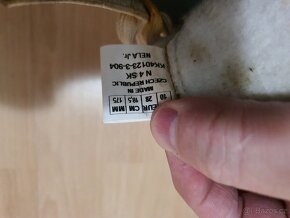 NELA Jr.
KK40123-3-904
N 4 SK
CZECH REPUBLIC
MADE IN
EUR CM MM
28 18,5 175